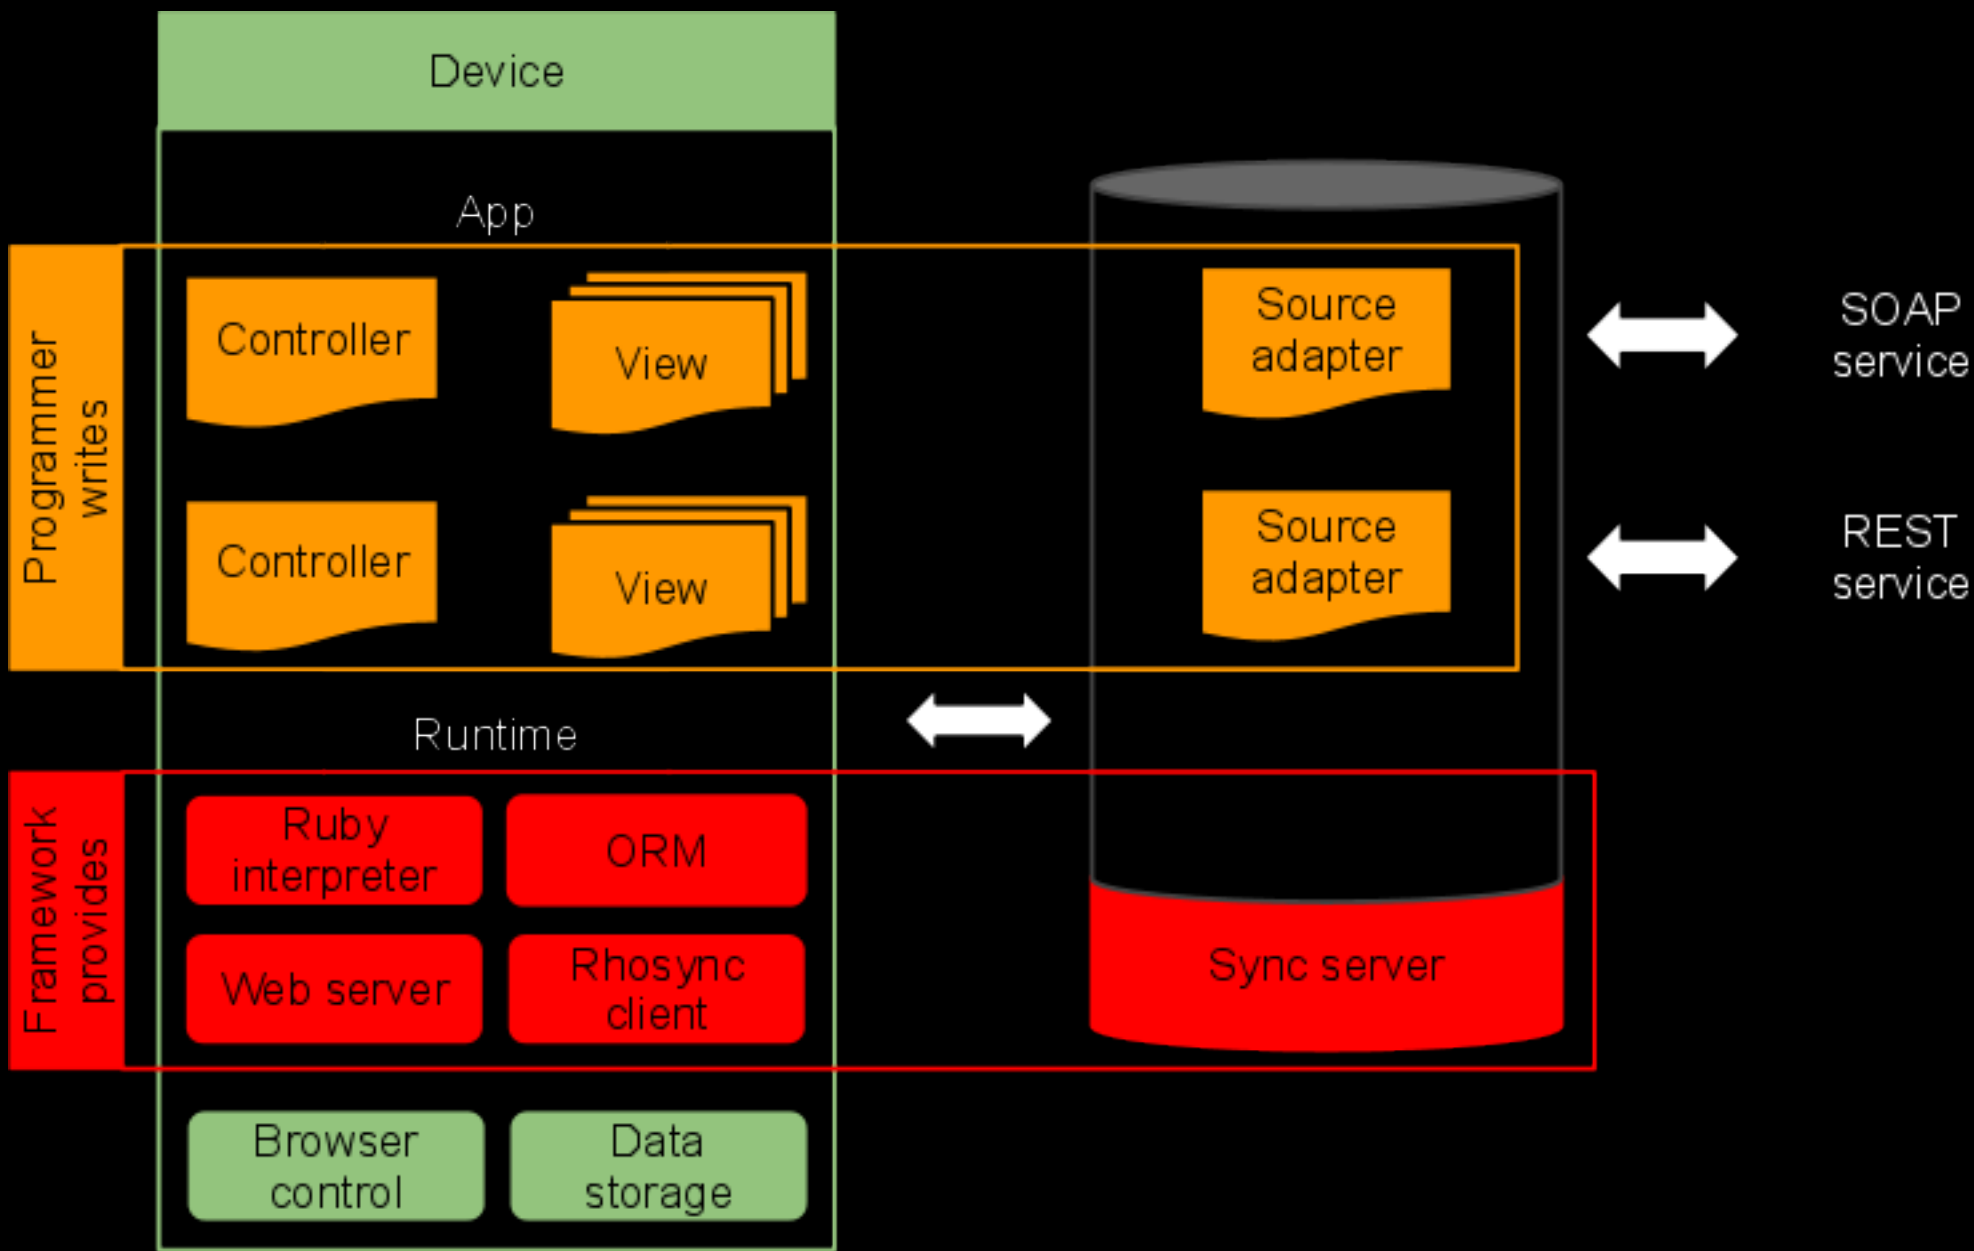 Device
App
Programmer
writes
Controller
View
Source
adapter
SOAP
service
Controller
View
Source
adapter
REST
service
Runtime
Framework
provides
Ruby
interpreter
ORM
Web server
Rhosync
client
Sync server
Browser
control
Data
storage